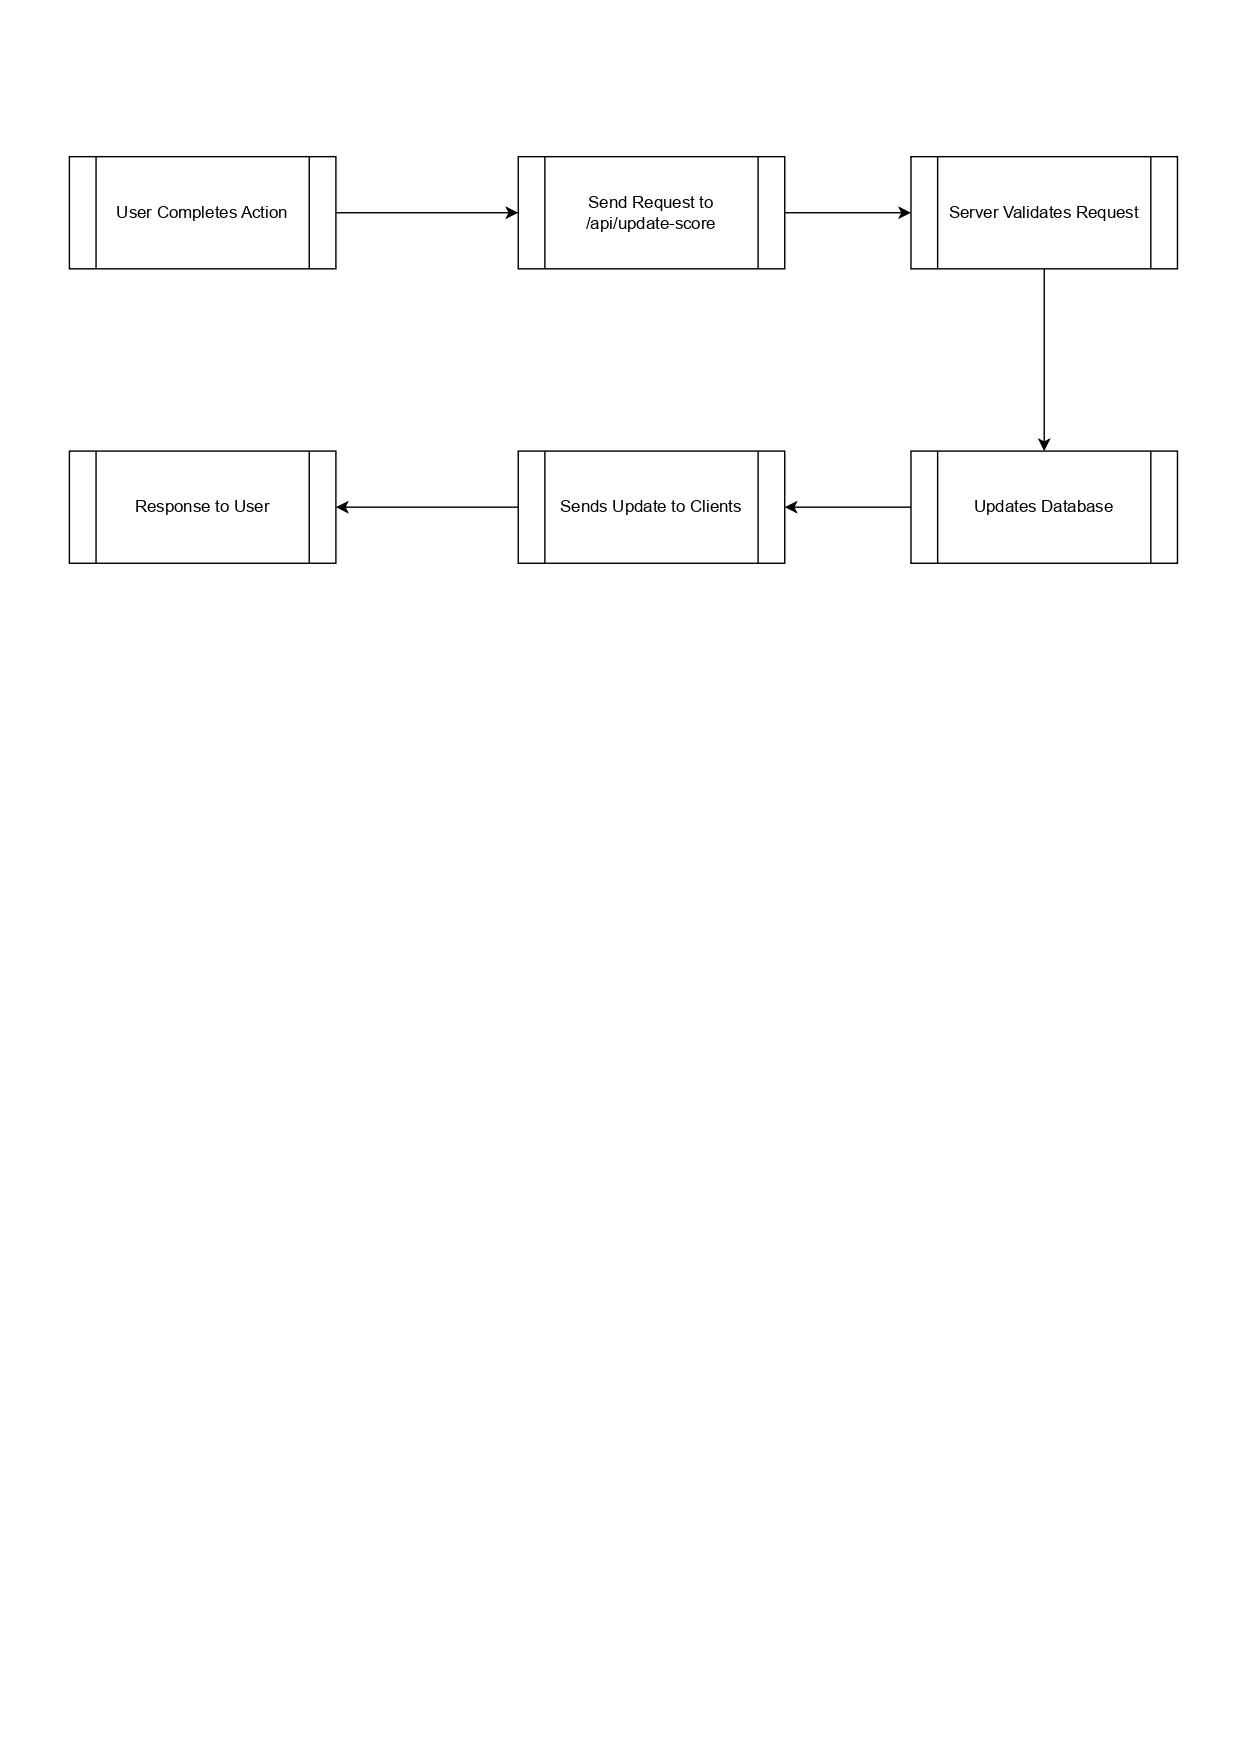 User Completes Action
Send Request to
/api/update-score
Server Validates Request
Response to User
Sends Update to Clients
Updates Database